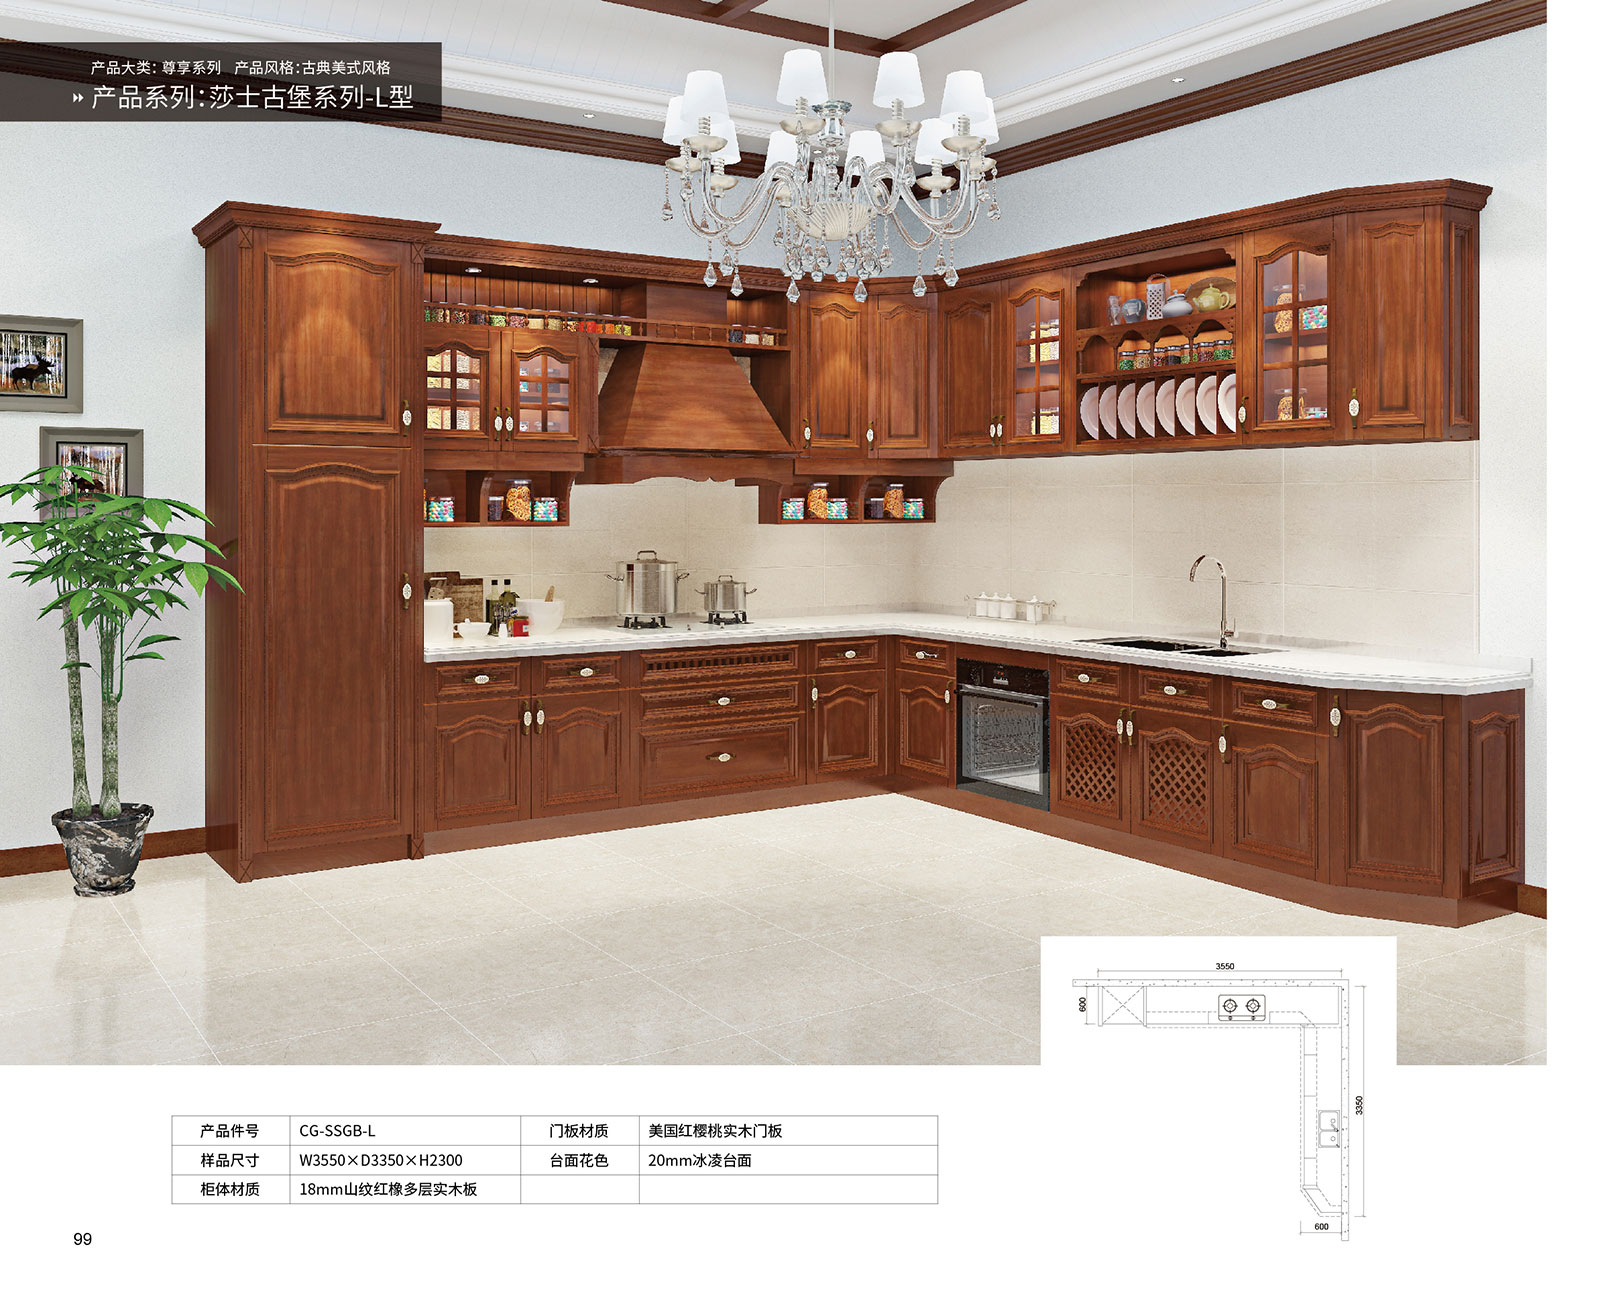 产品大类：尊享系列 产品风格：古典美式风格
产品系列：莎士古堡系列-L型
3550
600
3350
600
产品件号 CG-SSGB-L 门板材质 美国红樱桃实木门板
样品尺寸 W3550×D3350×H2300 台面花色 20mm冰凌台面
柜体材质 18mm山纹红橡多层实木板
99